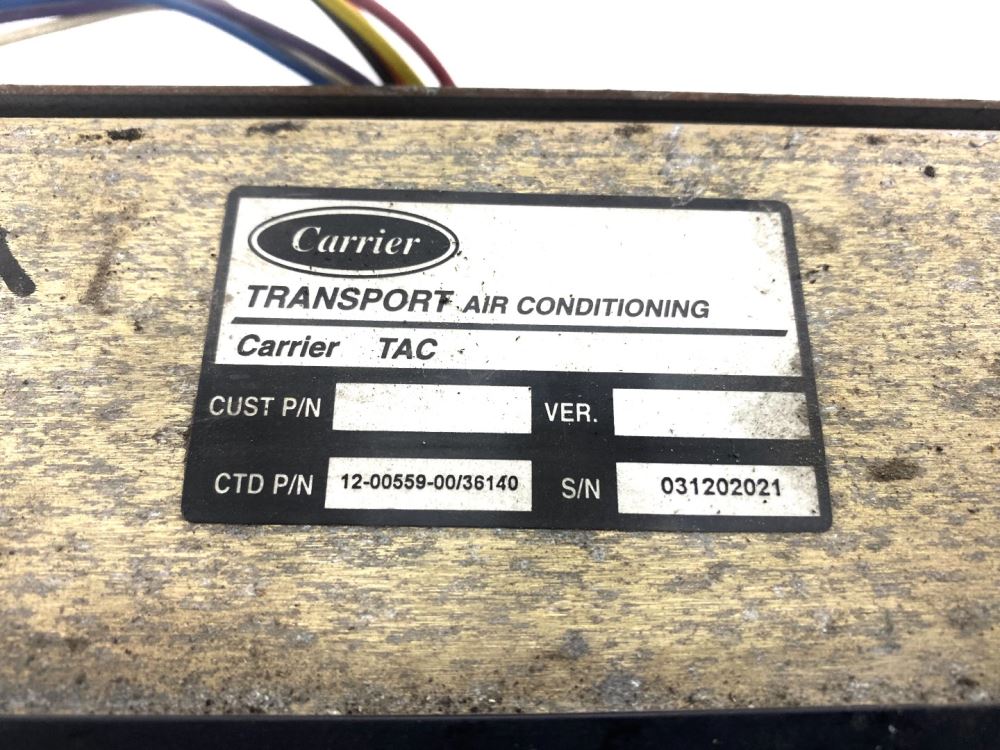 Carrier
TRANSPORT AIR CONDITIONING
Carrier TAC
CUST P/N VER.
CTD P/N 12-00559-00/36140 S/N 031202021